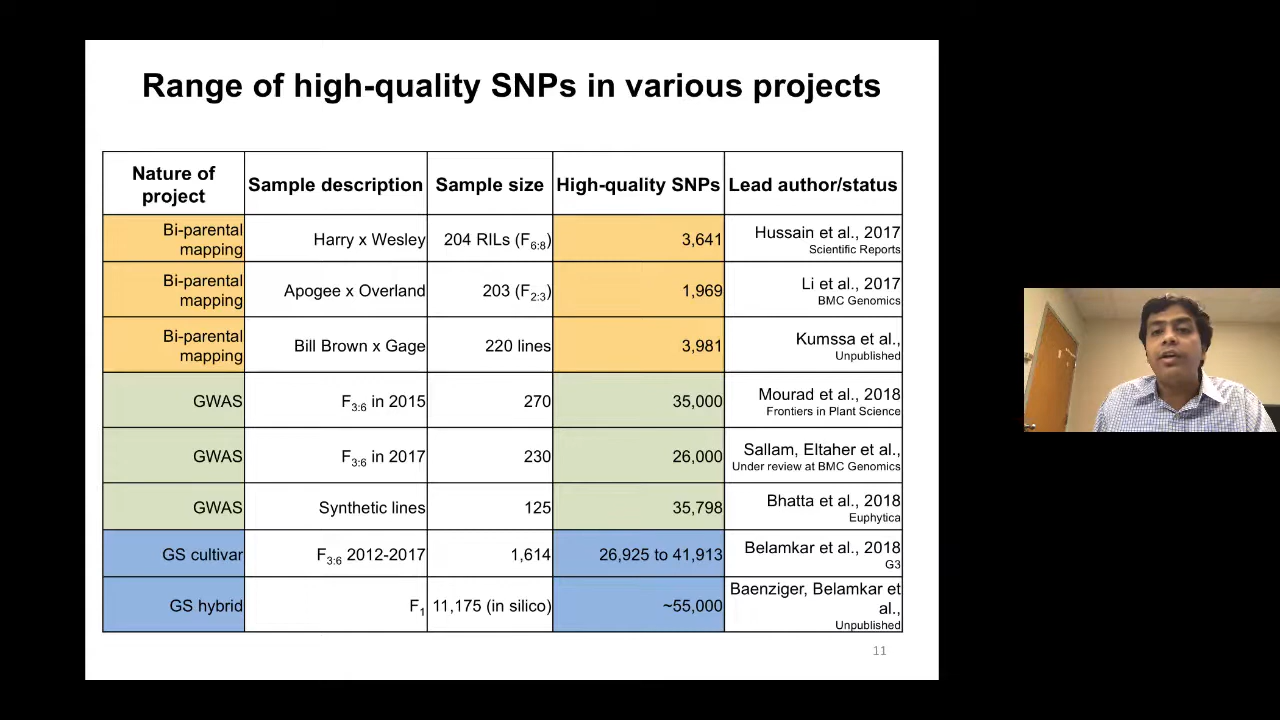 Range of high-quality SNPs in various projects
Nature of project Sample description Sample size High-quality SNPs Lead author/status
Bi-parental mapping Harry x Wesley 204 RILs (F6:8) 3,641 Hussain et al., 2017 Scientific Reports
Bi-parental mapping Apogee x Overland 203 (F2:3) 1,969 Li et al., 2017 BMC Genomics
Bi-parental mapping Bill Brown x Gage 220 lines 3,981 Kumssa et al., Unpublished
GWAS F3:6 in 2015 270 35,000 Mourad et al., 2018 Frontiers in Plant Science
GWAS F3:6 in 2017 230 26,000 Sallam, Eltaher et al., Under review at BMC Genomics
GWAS Synthetic lines 125 35,798 Bhatta et al., 2018 Euphytica
GS cultivar F3:6 2012-2017 1,614 26,925 to 41,913 Belamkar et al., 2018 G3
GS hybrid F1 11,175 (in silico) ~55,000 Baenziger, Belamkar et al., Unpublished
11